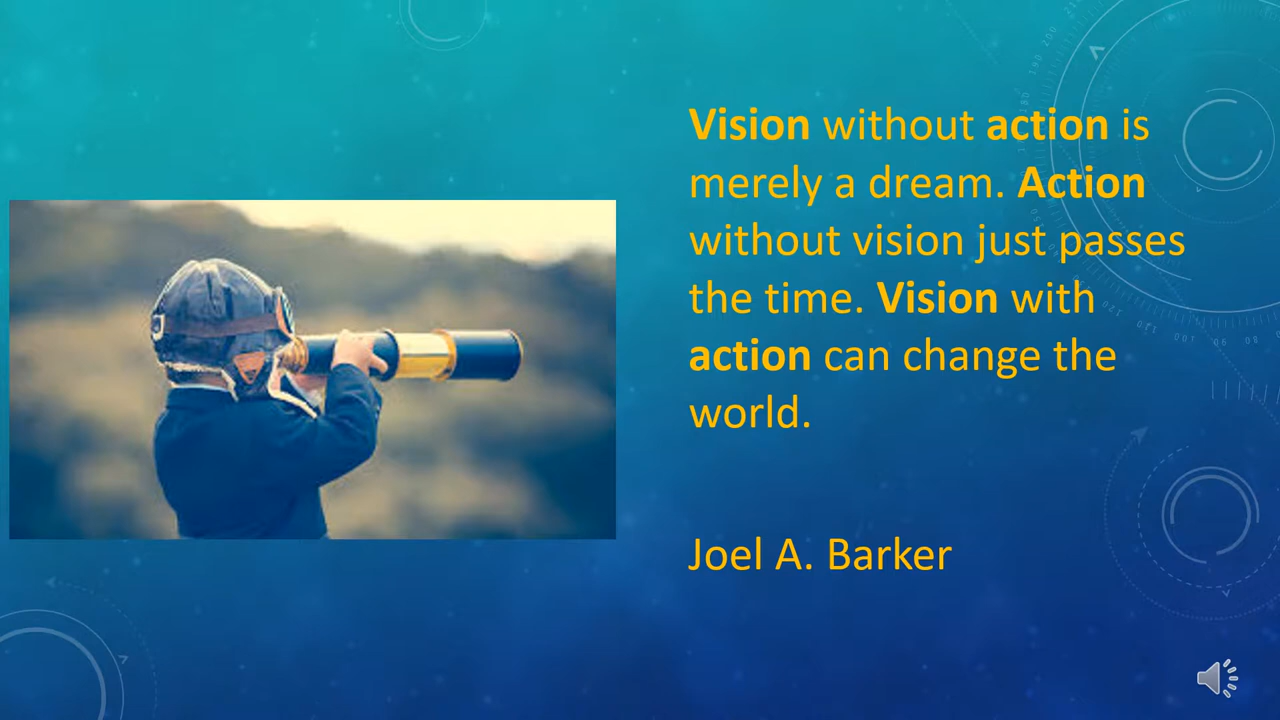 Vision without action is
merely a dream. Action
without vision just passes
the time. Vision with
action can change the
world.
Joel A. Barker